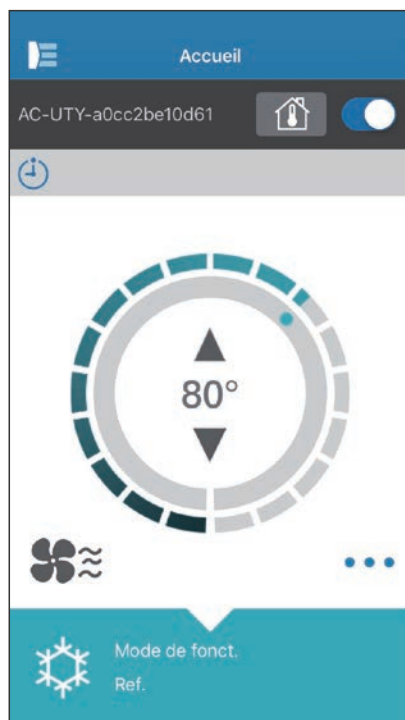 Accueil
AC-UTY-a0cc2be10d61
80°
Mode de fonct.
Ref.